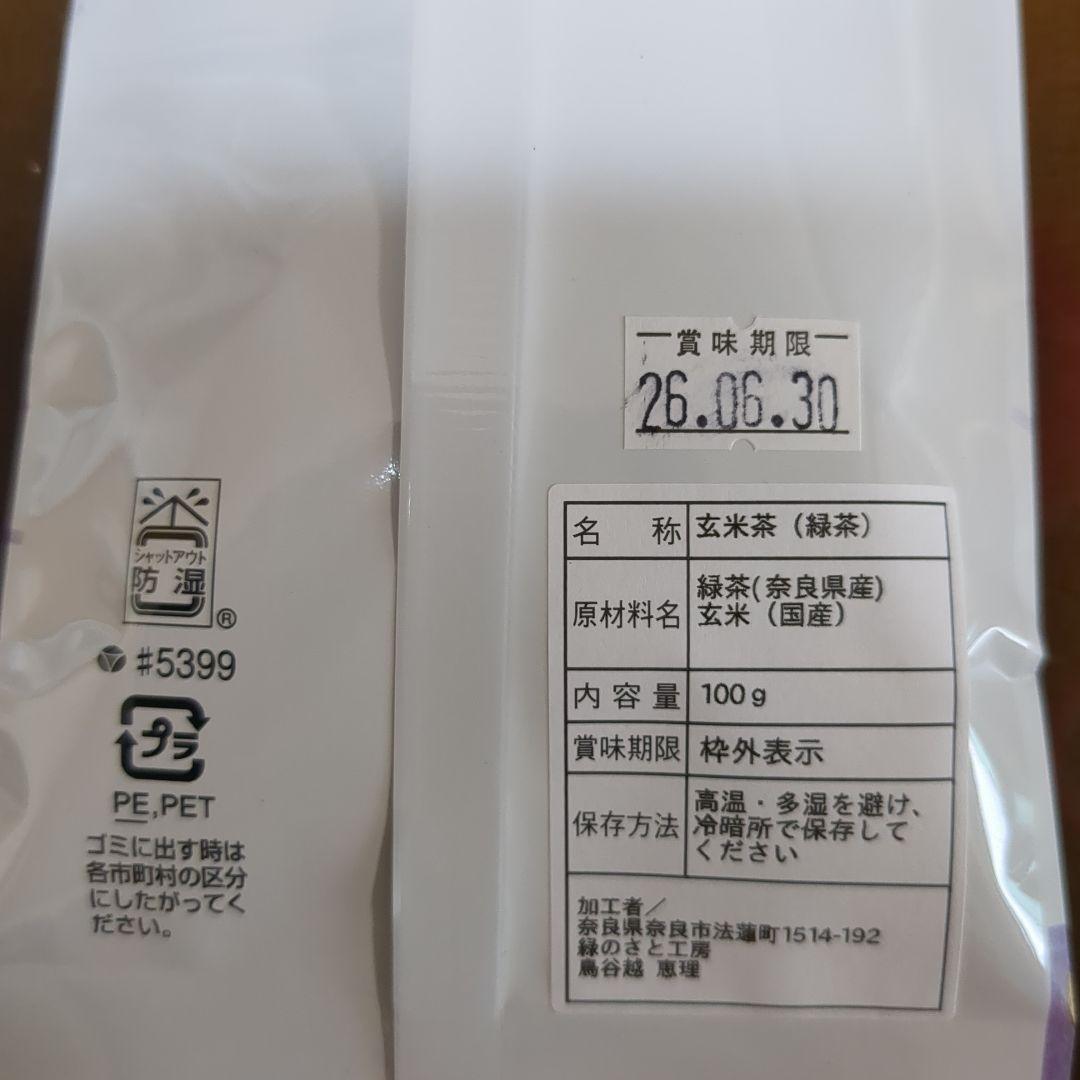 賞味期限
26.06.30
シャットアウト
防湿
®
#5399
プラ
PE,PET
ゴミに出す時は
各市町村の区分
にしたがってく
ださい。
名 称 玄米茶（緑茶）
原材料名 緑茶(奈良県産)
玄米（国産）
内容量 100g
賞味期限 枠外表示
保存方法 高温・多湿を避け、
冷暗所で保存して
ください
加工者／
奈良県奈良市法蓮町1514-192
緑のさと工房
鳥谷越 恵理